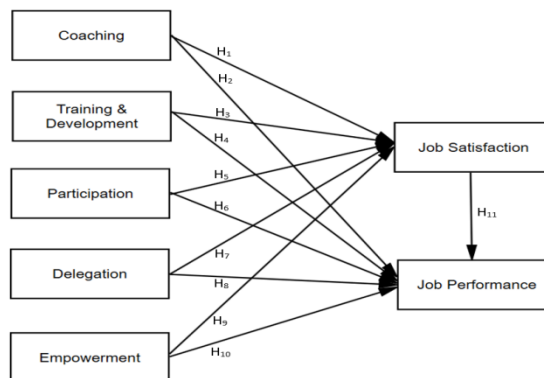 Coaching
H₁
H₂
Training &
Development
H₃
H₄
Job Satisfaction
Participation
H₅
H₆
H₁₁
Delegation
H₇
H₈
Job Performance
H₉
Empowerment
H₁₀